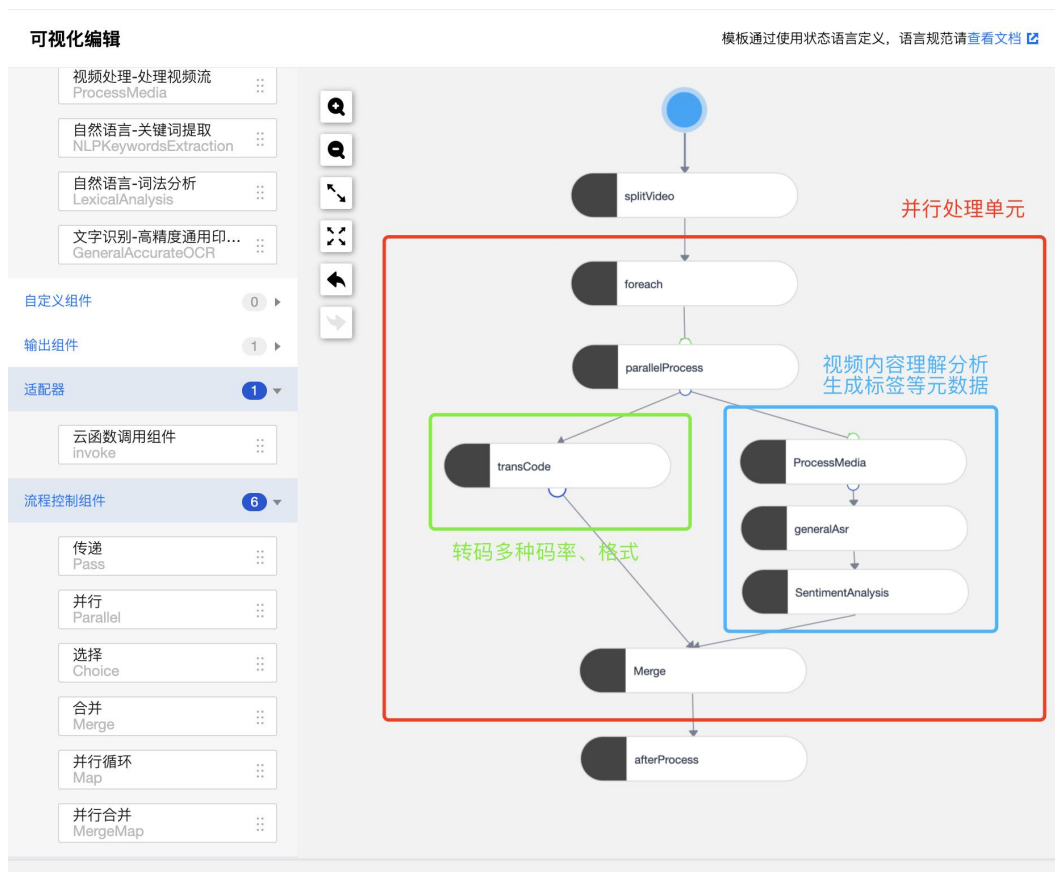 可视化编辑
模板通过使用状态语言定义，语言规范请查看文档
视频处理-处理视频流
ProcessMedia
自然语言-关键词提取
NLPKeywordsExtraction
自然语言-词法分析
LexicalAnalysis
文字识别-高精度通用印...
GeneralAccurateOCR
自定义组件
0
输出组件
1
适配器
1
云函数调用组件
invoke
流程控制组件
6
传递
Pass
并行
Parallel
选择
Choice
合并
Merge
并行循环
Map
并行合并
MergeMap
splitVideo
并行处理单元
foreach
parallelProcess
视频内容理解分析
生成标签等元数据
transCode
ProcessMedia
generalAsr
转码多种码率、格式
SentimentAnalysis
Merge
afterProcess